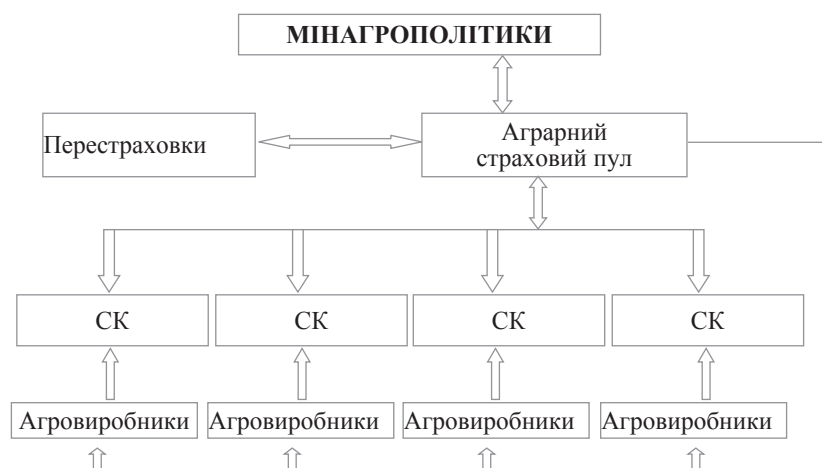 МІНАГРОПОЛІТИКИ
Перестраховки
Аграрний
страховий пул
СК
СК
СК
СК
Агровиробники
Агровиробники
Агровиробники
Агровиробники